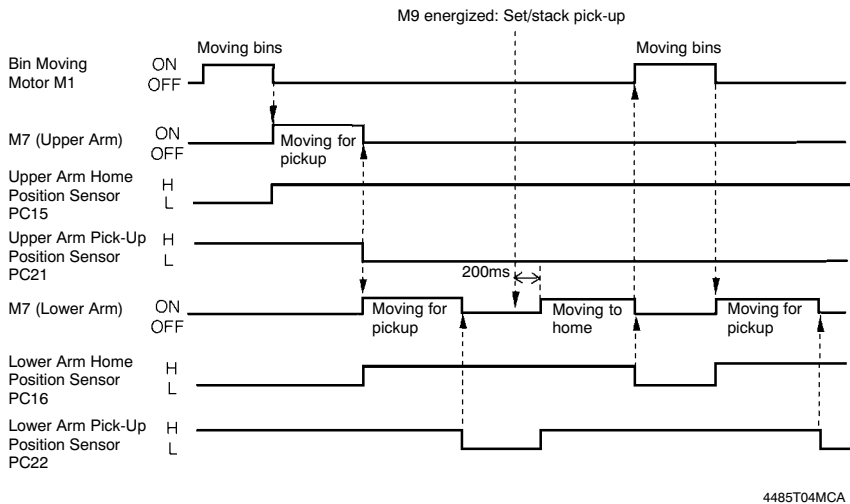 M9 energized: Set/stack pick-up
Moving bins
Moving bins
Bin Moving
Motor M1
ON
OFF
M7 (Upper Arm)
ON
OFF
Moving for
pickup
Upper Arm Home
Position Sensor
PC15
H
L
Upper Arm Pick-Up
Position Sensor
PC21
H
L
200ms
M7 (Lower Arm)
ON
OFF
Moving for
pickup
Moving to
home
Moving for
pickup
Lower Arm Home
Position Sensor
PC16
H
L
Lower Arm Pick-Up
Position Sensor
PC22
H
L
4485T04MCA